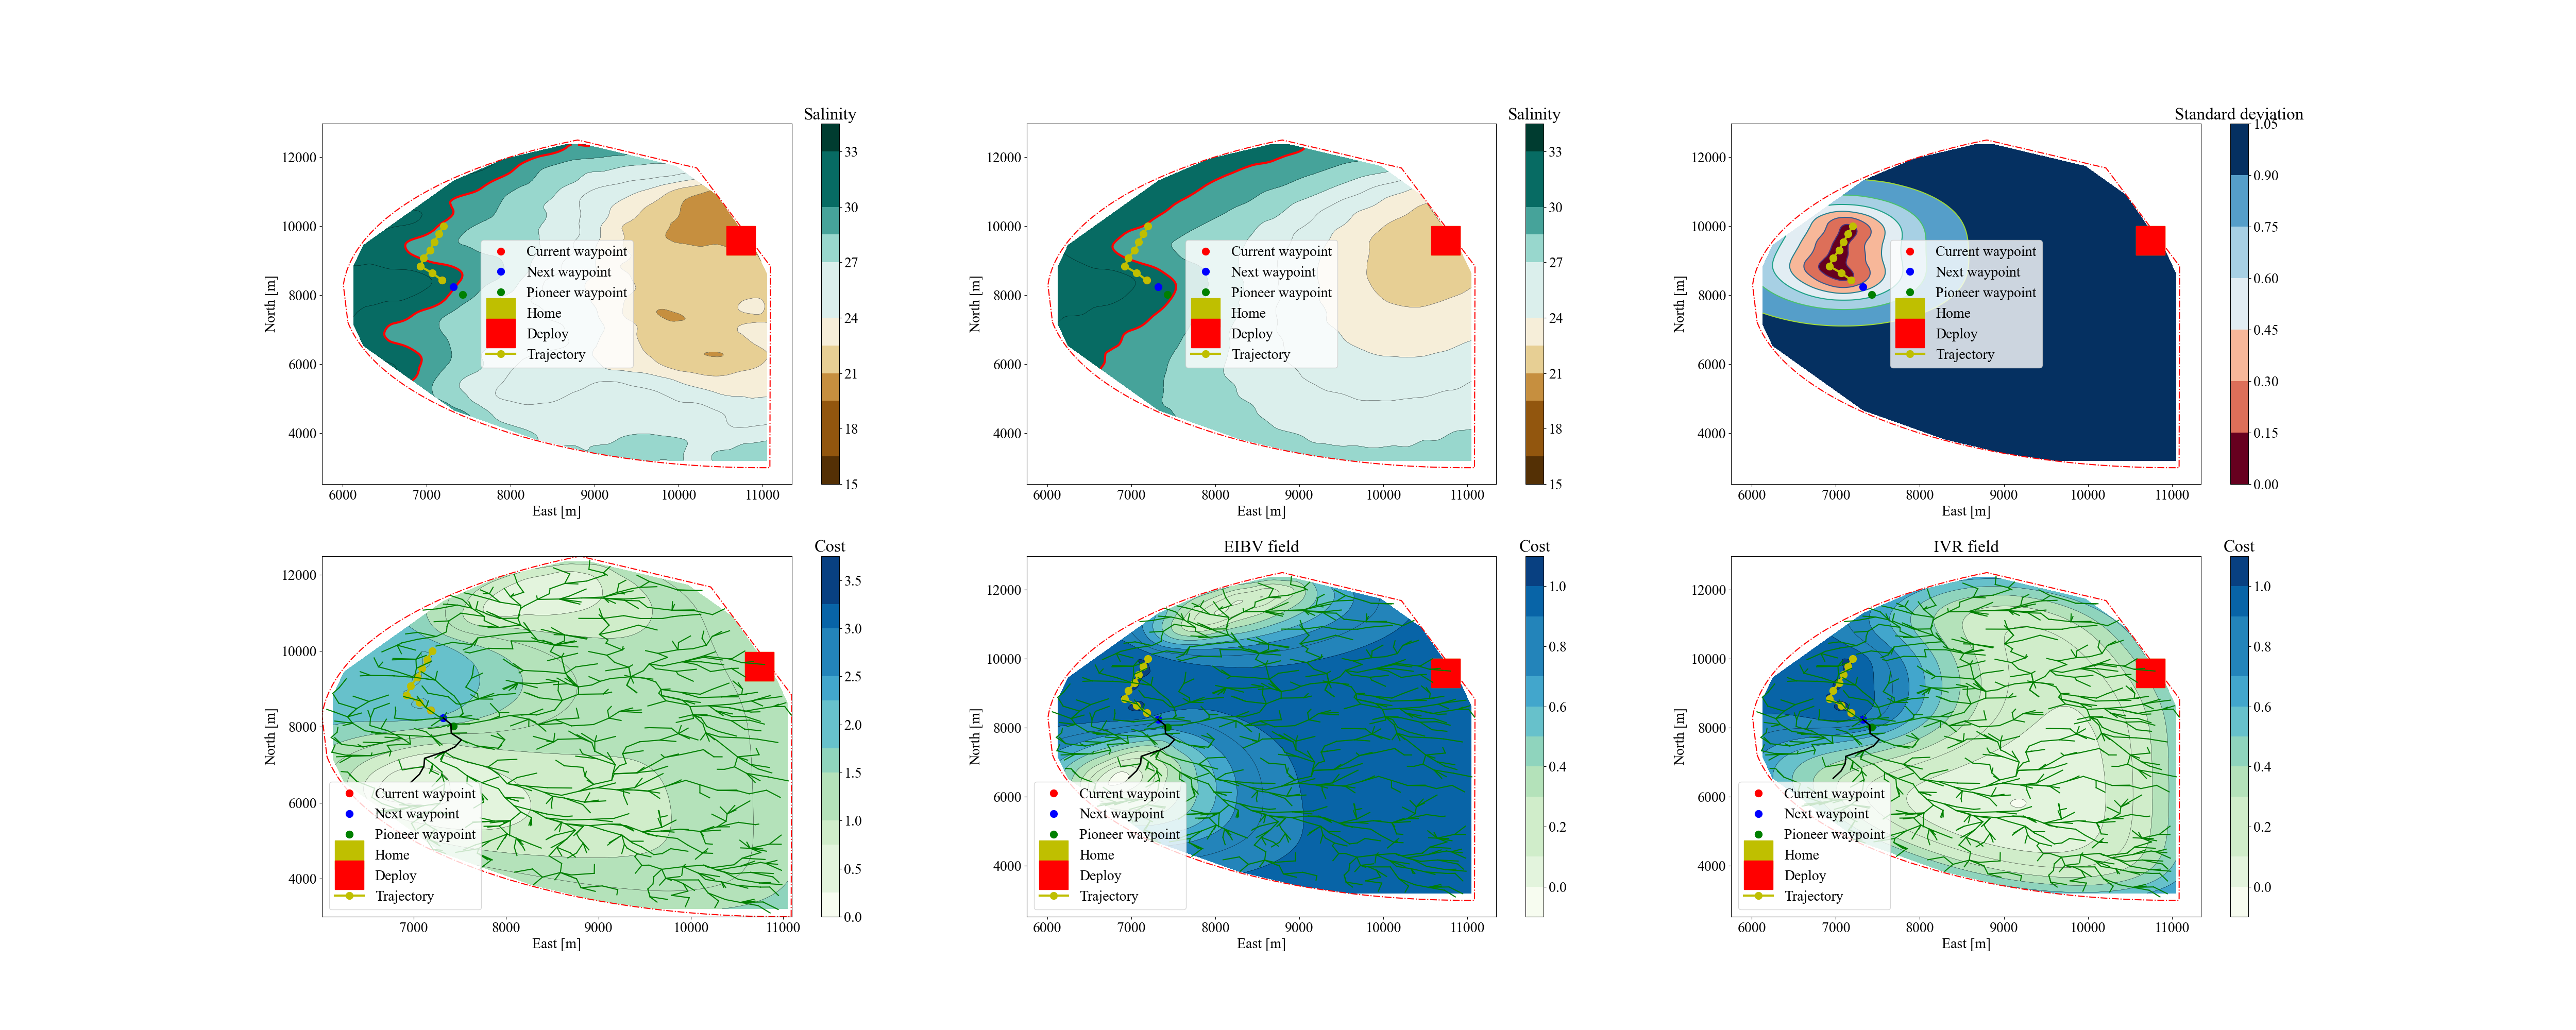 Salinity
12000
10000
8000
6000
4000
North [m]
6000 7000 8000 9000 10000 11000
East [m]
33
30
27
24
21
18
15
Current waypoint
Next waypoint
Pioneer waypoint
Home
Deploy
Trajectory
Salinity
12000
10000
8000
6000
4000
North [m]
6000 7000 8000 9000 10000 11000
East [m]
33
30
27
24
21
18
15
Current waypoint
Next waypoint
Pioneer waypoint
Home
Deploy
Trajectory
Standard deviation
12000
10000
8000
6000
4000
North [m]
6000 7000 8000 9000 10000 11000
East [m]
1.05
0.90
0.75
0.60
0.45
0.30
0.15
0.00
Current waypoint
Next waypoint
Pioneer waypoint
Home
Deploy
Trajectory
Cost
12000
10000
8000
6000
4000
North [m]
7000 8000 9000 10000 11000
East [m]
3.5
3.0
2.5
2.0
1.5
1.0
0.5
0.0
Current waypoint
Next waypoint
Pioneer waypoint
Home
Deploy
Trajectory
EIBV field
Cost
12000
10000
8000
6000
4000
North [m]
6000 7000 8000 9000 10000 11000
East [m]
1.0
0.8
0.6
0.4
0.2
0.0
Current waypoint
Next waypoint
Pioneer waypoint
Home
Deploy
Trajectory
IVR field
Cost
12000
10000
8000
6000
4000
North [m]
6000 7000 8000 9000 10000 11000
East [m]
1.0
0.8
0.6
0.4
0.2
0.0
Current waypoint
Next waypoint
Pioneer waypoint
Home
Deploy
Trajectory